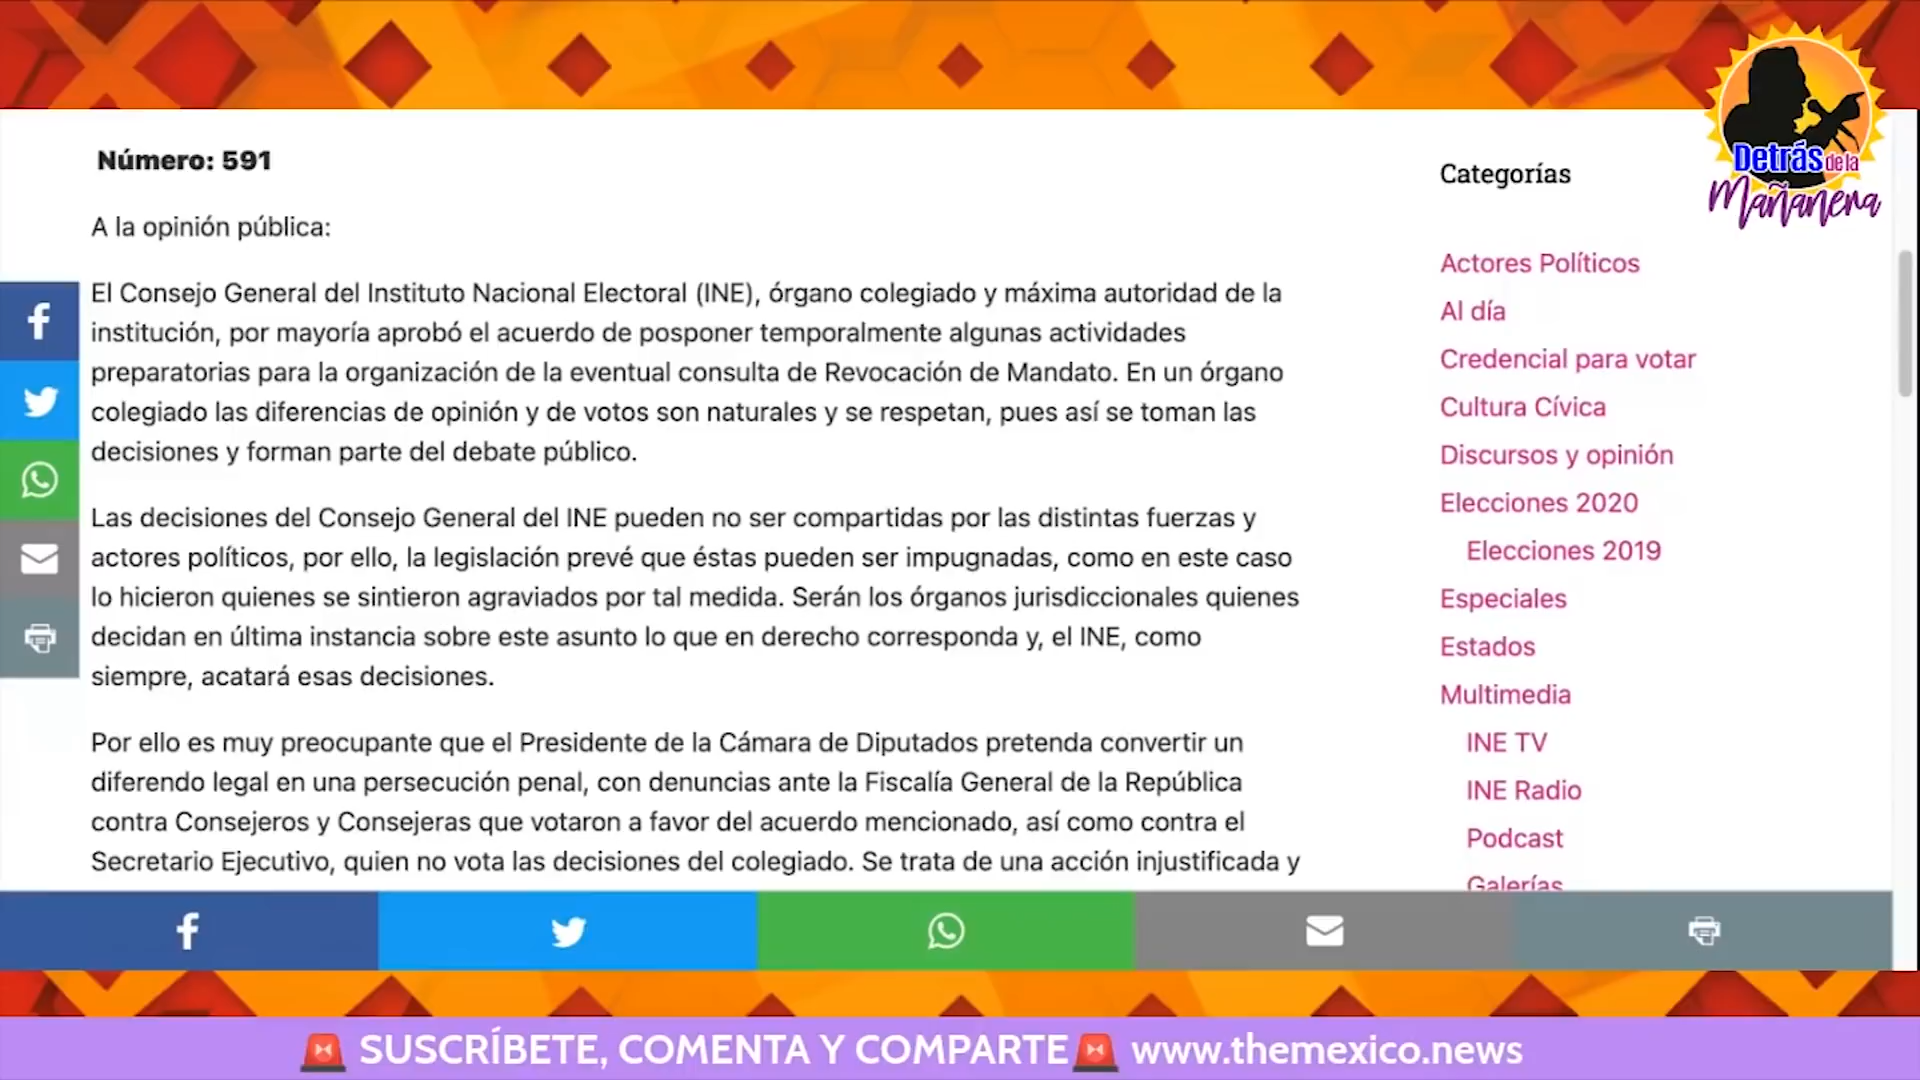 Número: 591
A la opinión pública:
El Consejo General del Instituto Nacional Electoral (INE), órgano colegiado y máxima autoridad de la
institución, por mayoría aprobó el acuerdo de posponer temporalmente algunas actividades
preparatorias para la organización de la eventual consulta de Revocación de Mandato. En un órgano
colegiado las diferencias de opinión y de votos son naturales y se respetan, pues así se toman las
decisiones y forman parte del debate público.
Las decisiones del Consejo General del INE pueden no ser compartidas por las distintas fuerzas y
actores políticos, por ello, la legislación prevé que éstas pueden ser impugnadas, como en este caso
lo hicieron quienes se sintieron agraviados por tal medida. Serán los órganos jurisdiccionales quienes
decidan en última instancia sobre este asunto lo que en derecho corresponda y, el INE, como
siempre, acatará esas decisiones.
Por ello es muy preocupante que el Presidente de la Cámara de Diputados pretenda convertir un
diferendo legal en una persecución penal, con denuncias ante la Fiscalía General de la República
contra Consejeros y Consejeras que votaron a favor del acuerdo mencionado, así como contra el
Secretario Ejecutivo, quien no vota las decisiones del colegiado. Se trata de una acción injustificada y
Categorías
Actores Políticos
Al día
Credencial para votar
Cultura Cívica
Discursos y opinión
Elecciones 2020
Elecciones 2019
Especiales
Estados
Multimedia
INE TV
INE Radio
Podcast
Galerías
Detrás de la
Mañanera
SUSCRÍBETE, COMENTA Y COMPARTE www.themexico.news